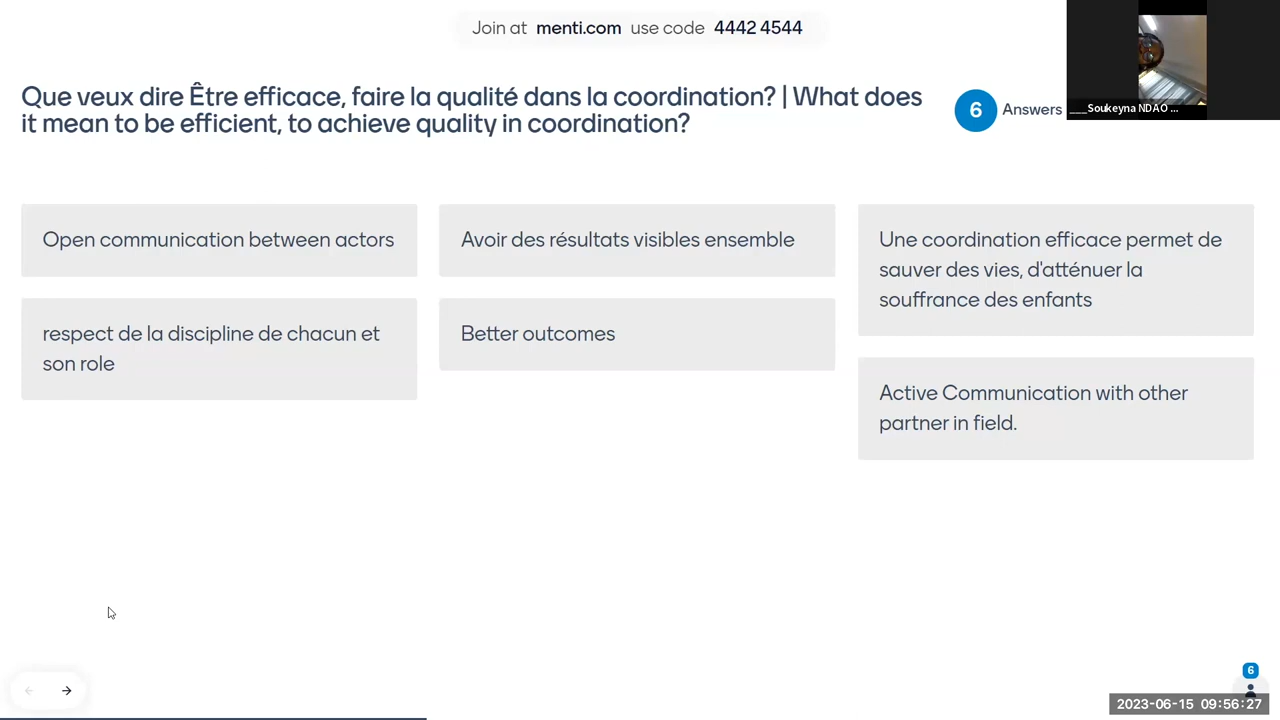 Join at menti.com use code 4442 4544
Que veux dire Être efficace, faire la qualité dans la coordination? | What does
it mean to be efficient, to achieve quality in coordination?
6 Answers
___Soukeyna NDAO ...
Open communication between actors
respect de la discipline de chacun et
son role
Avoir des résultats visibles ensemble
Better outcomes
Une coordination efficace permet de
sauver des vies, d'atténuer la
souffrance des enfants
Active Communication with other
partner in field.
6
2023-06-15 09:56:27